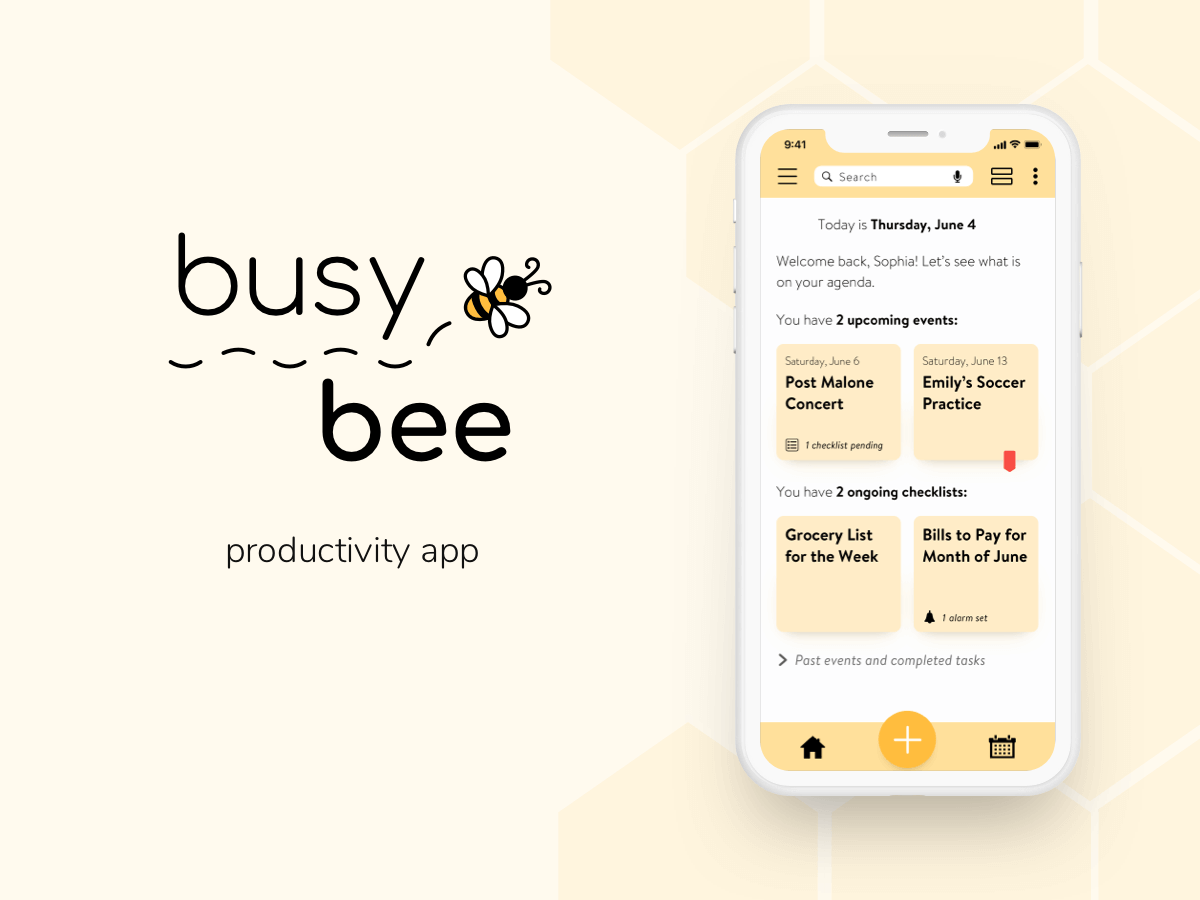 busy
bee
productivity app
9:41
Search
Today is Thursday, June 4
Welcome back, Sophia! Let's see what is
on your agenda.
You have 2 upcoming events:
Saturday, June 6
Post Malone
Concert
1 checklist pending
Saturday, June 13
Emily's Soccer
Practice
You have 2 ongoing checklists:
Grocery List
for the Week
Bills to Pay for
Month of June
1 alarm set
Past events and completed tasks